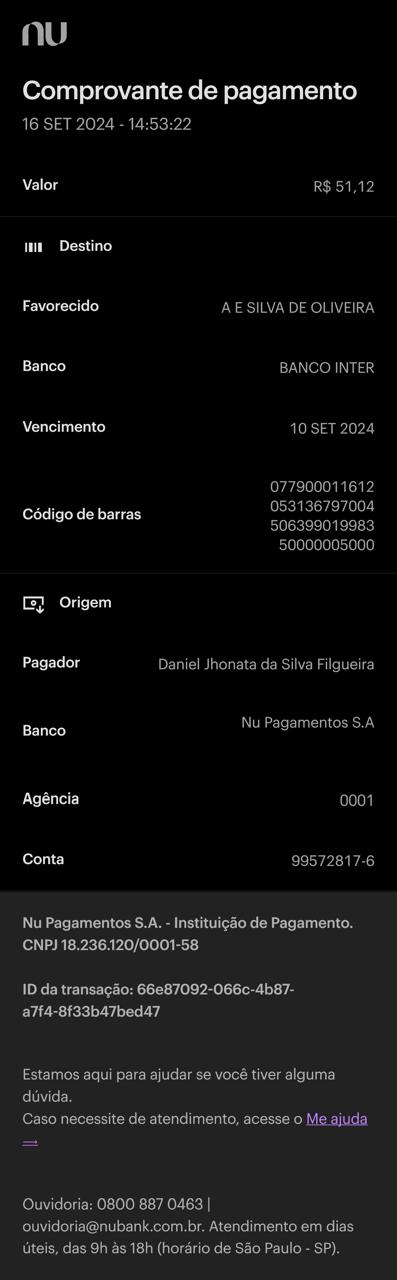 nu
Comprovante de pagamento
16 SET 2024 - 14:53:22
Valor R$ 51,12
Destino
Favorecido A E SILVA DE OLIVEIRA
Banco BANCO INTER
Vencimento 10 SET 2024
Código de barras
077900011612
053136797004
506399019983
50000005000
Origem
Pagador Daniel Jhonata da Silva Filgueira
Banco Nu Pagamentos S.A
Agência 0001
Conta 99572817-6
Nu Pagamentos S.A. - Instituição de Pagamento.
CNPJ 18.236.120/0001-58
ID da transação: 66e87092-066c-4b87-
a7f4-8f33b47bed47
Estamos aqui para ajudar se você tiver alguma
dúvida.
Caso necessite de atendimento, acesse o Me ajuda
→
Ouvidoria: 0800 887 0463 |
ouvidoria@nubank.com.br. Atendimento em dias
úteis, das 9h às 18h (horário de São Paulo - SP).